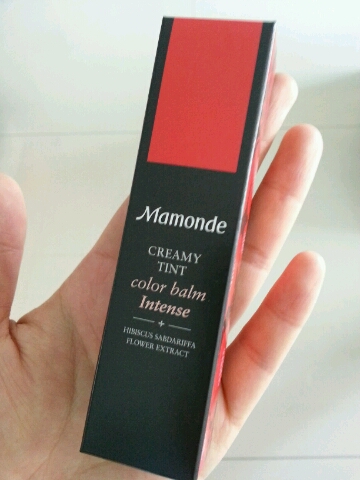 Mamonde
CREAMY
TINT
color balm
Intense
+
HIBISCUS SABDARIFFA
FLOWER EXTRACT